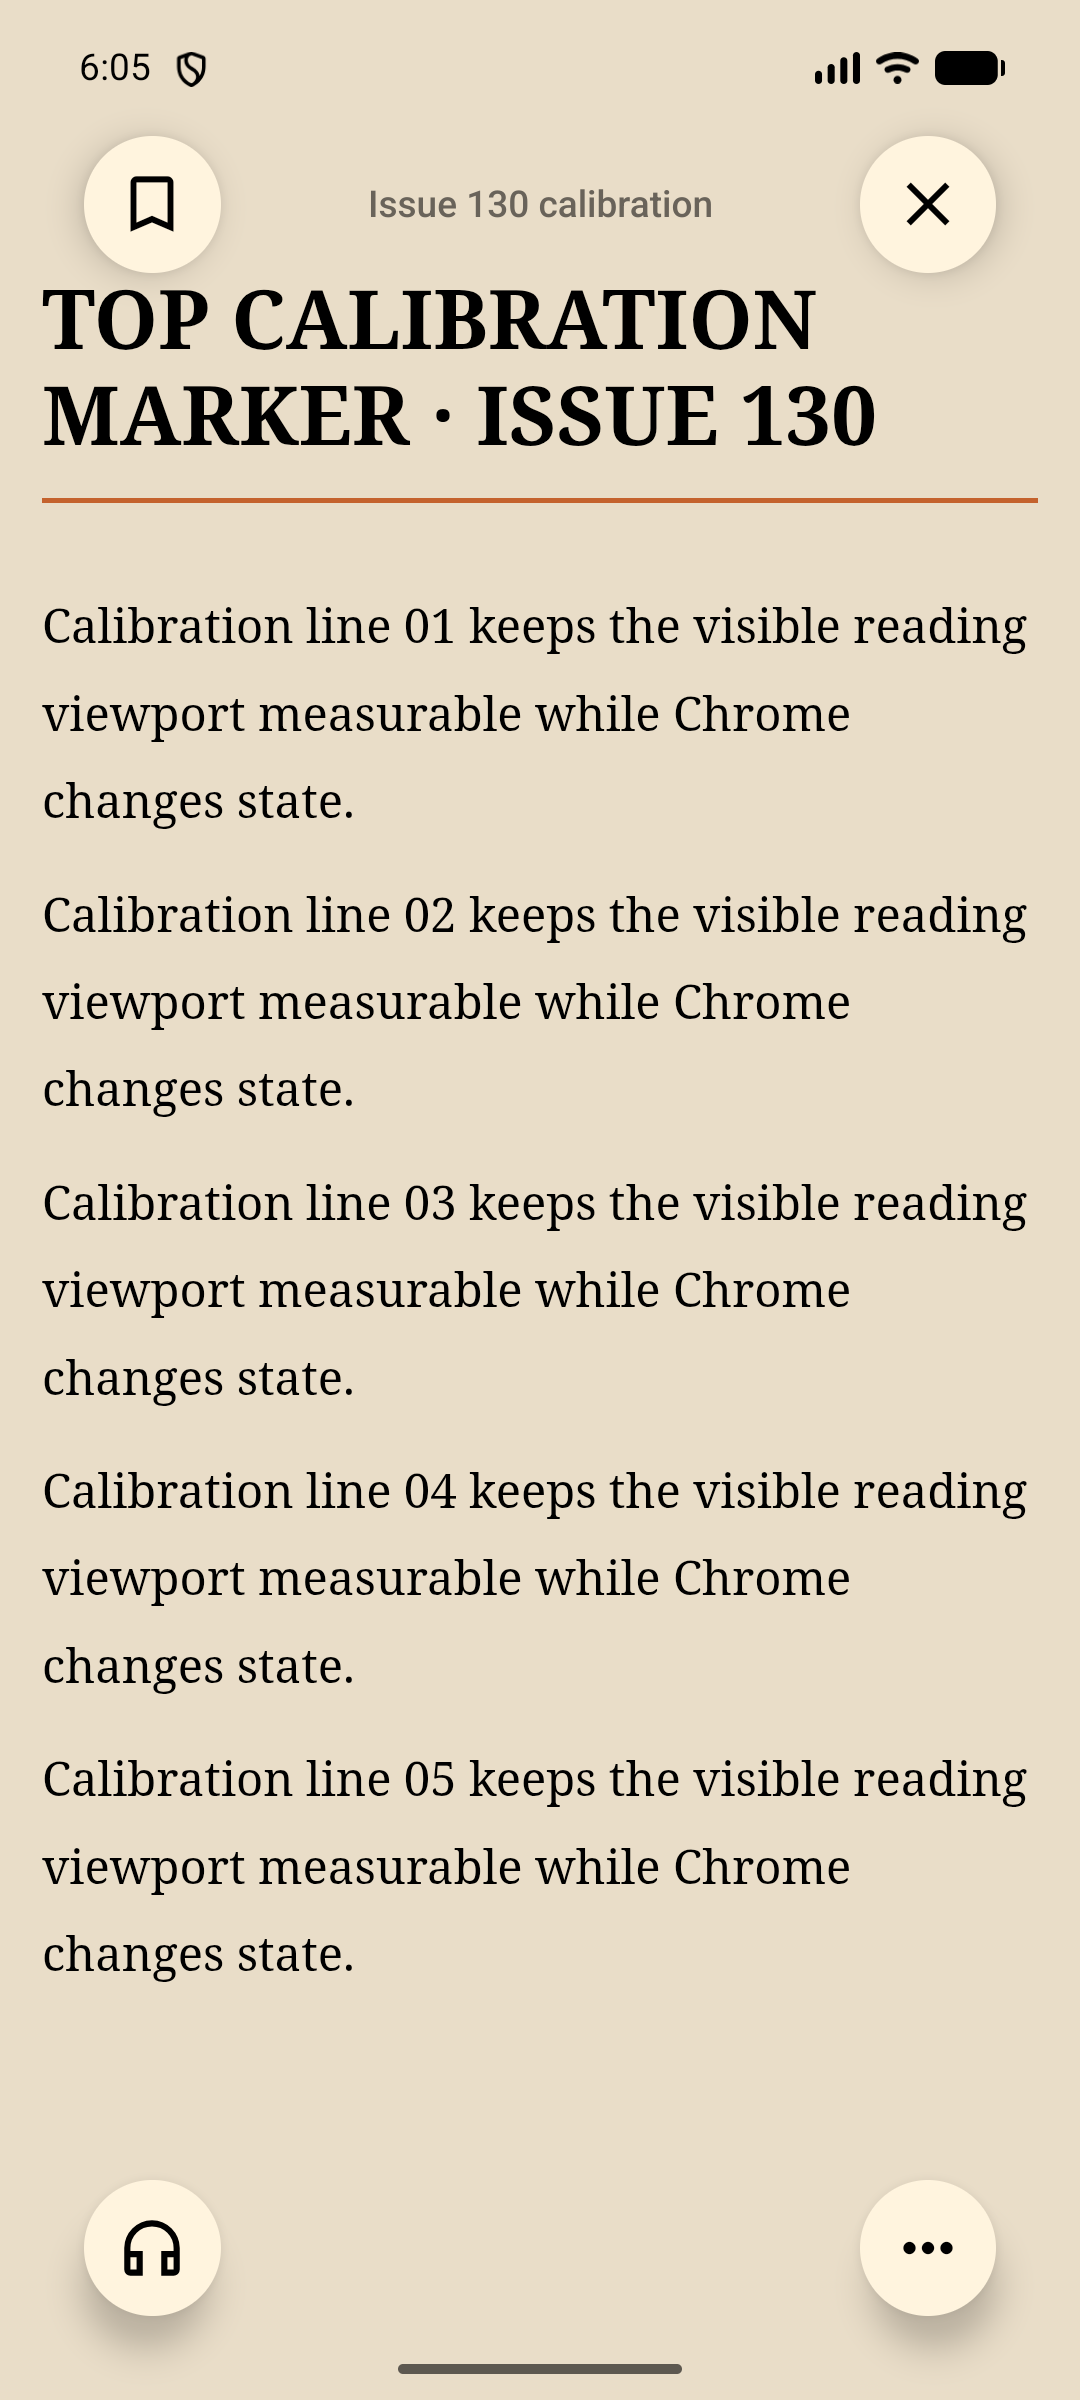 6:05
Issue 130 calibration
TOP CALIBRATION
MARKER · ISSUE 130
Calibration line 01 keeps the visible reading
viewport measurable while Chrome
changes state.
Calibration line 02 keeps the visible reading
viewport measurable while Chrome
changes state.
Calibration line 03 keeps the visible reading
viewport measurable while Chrome
changes state.
Calibration line 04 keeps the visible reading
viewport measurable while Chrome
changes state.
Calibration line 05 keeps the visible reading
viewport measurable while Chrome
changes state.